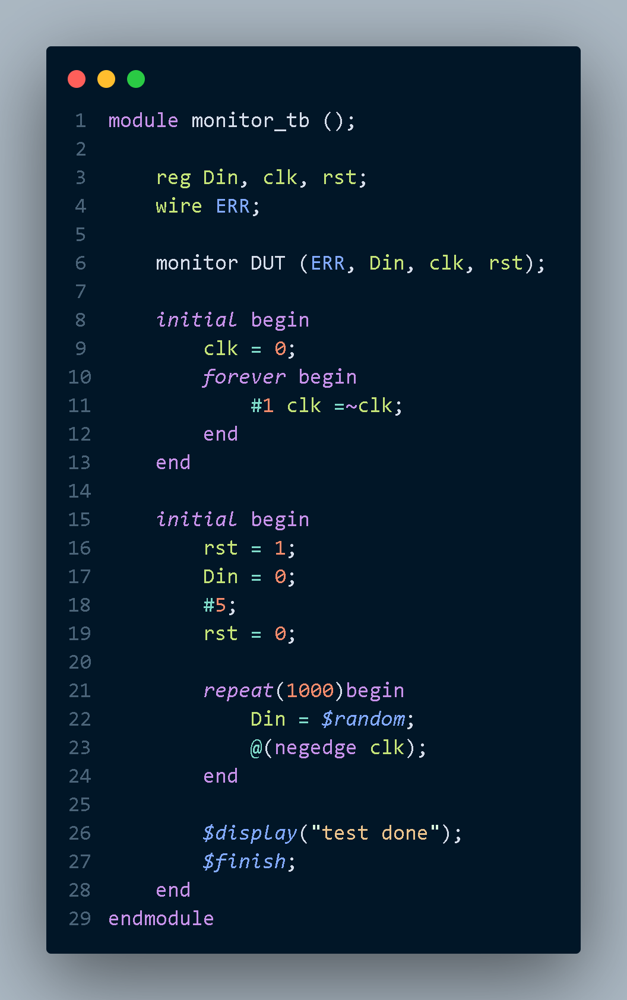 1 module monitor_tb ();
2
3 reg Din, clk, rst;
4 wire ERR;
5
6 monitor DUT (ERR, Din, clk, rst);
7
8 initial begin
9 clk = 0;
10 forever begin
11 #1 clk =~clk;
12 end
13 end
14
15 initial begin
16 rst = 1;
17 Din = 0;
18 #5;
19 rst = 0;
20
21 repeat(1000)begin
22 Din = $random;
23 @(negedge clk);
24 end
25
26 $display("test done");
27 $finish;
28 end
29 endmodule